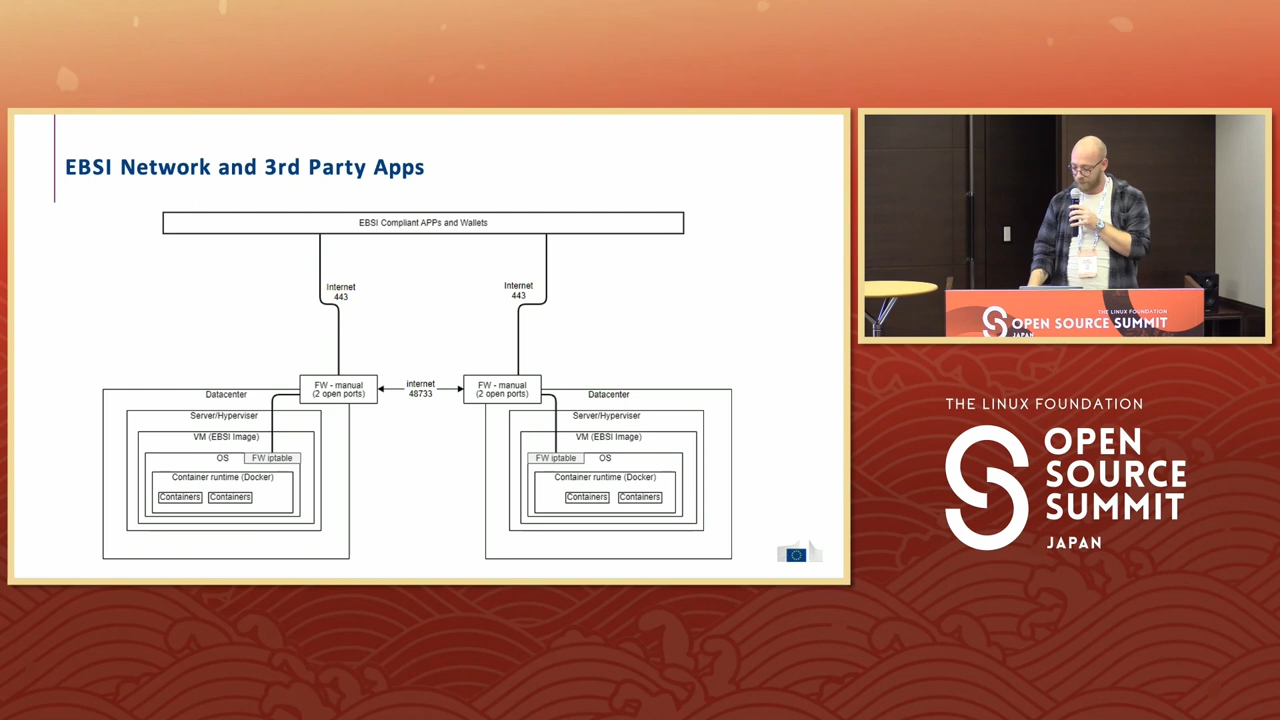 EBSI Network and 3rd Party Apps
EBSI Compliant APPs and Wallets
Internet
443
Internet
443
FW - manual
(2 open ports)
internet
48733
FW - manual
(2 open ports)
Datacenter
Server/Hyperviser
VM (EBSI Image)
OS
FW iptable
Container runtime (Docker)
Containers
Containers
Datacenter
Server/Hyperviser
VM (EBSI Image)
FW iptable
OS
Container runtime (Docker)
Containers
Containers
THE LINUX FOUNDATION
OPEN SOURCE SUMMIT
JAPAN
THE LINUX FOUNDATION
OPEN
SOURCE
SUMMIT
JAPAN